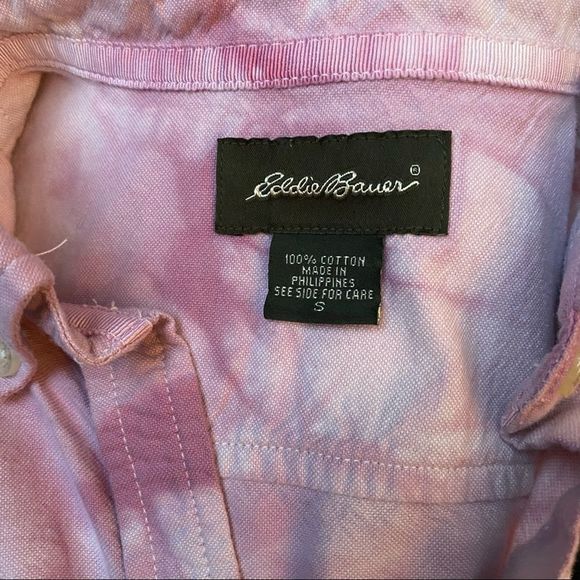 Eddie Bauer®
100% COTTON
MADE IN
PHILIPPINES
SEE SIDE FOR CARE
S